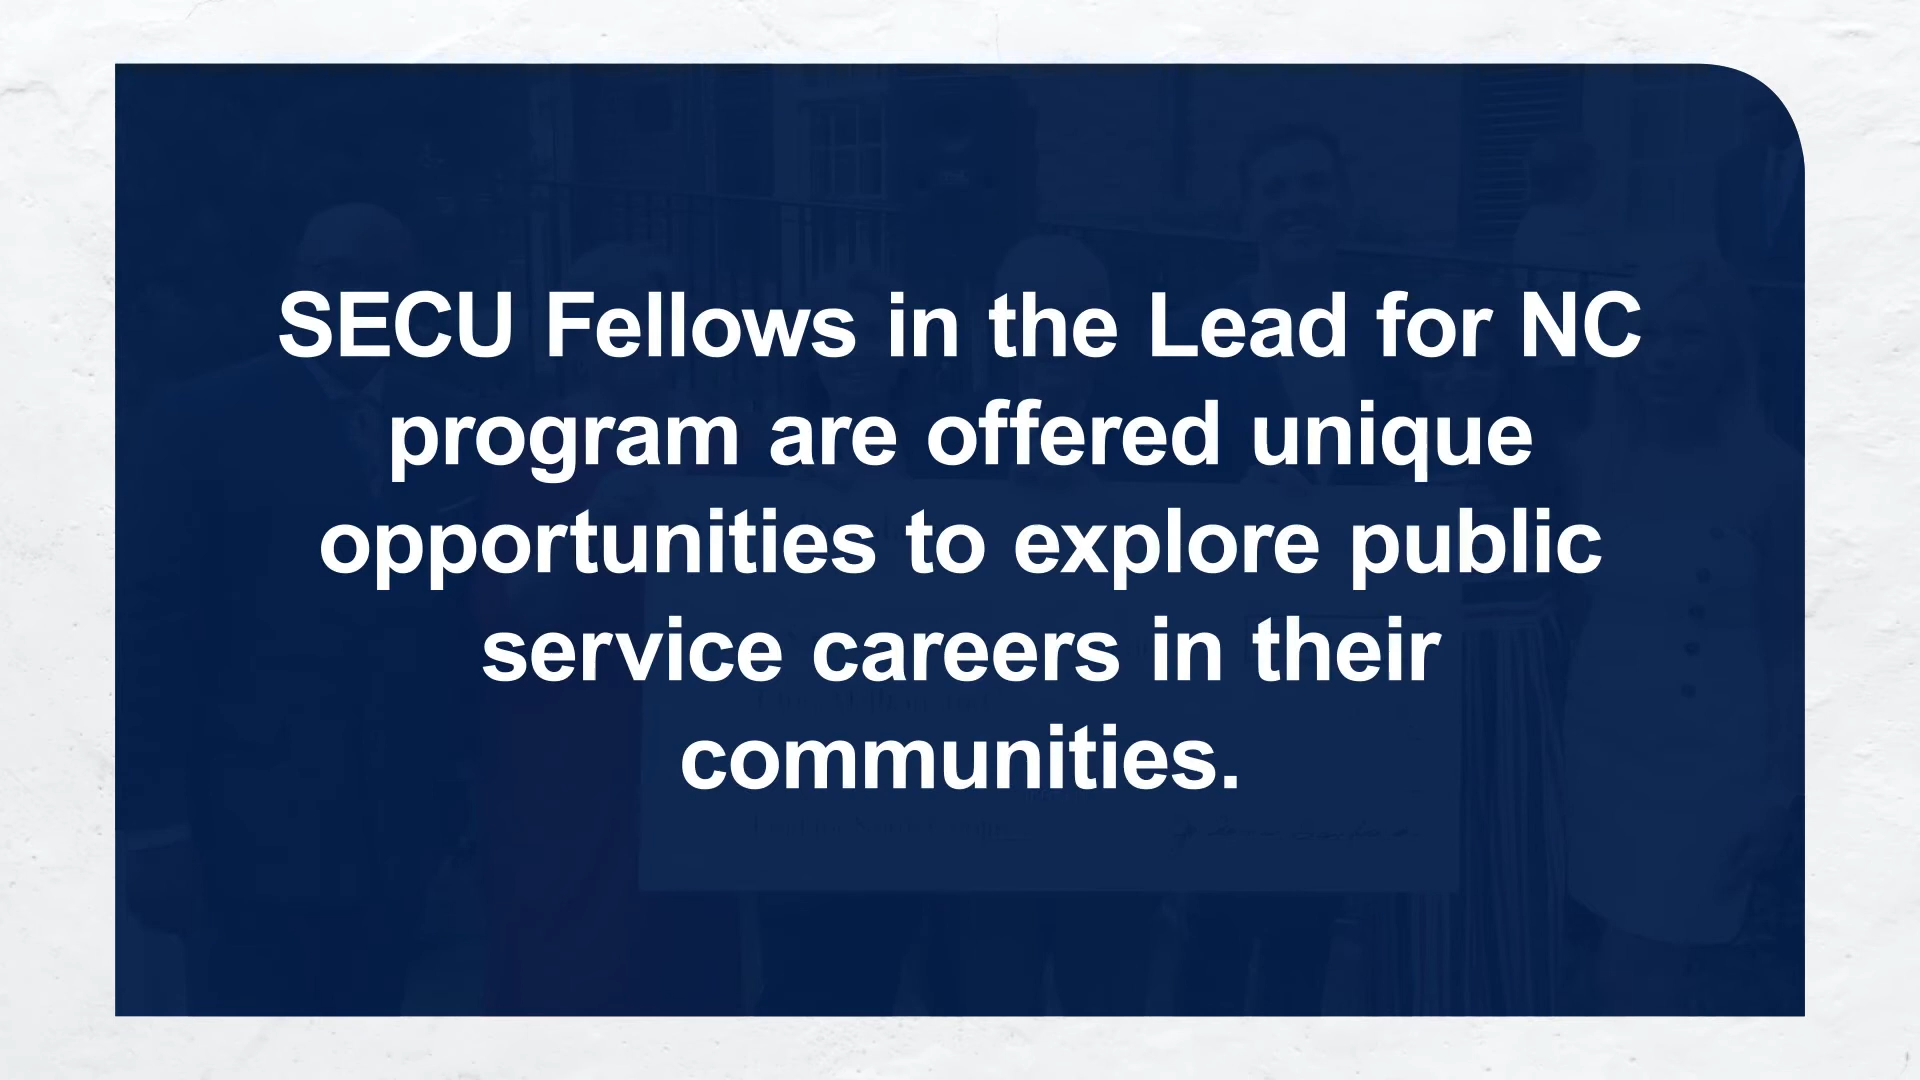 SECU Fellows in the Lead for NC
program are offered unique
opportunities to explore public
service careers in their
communities.